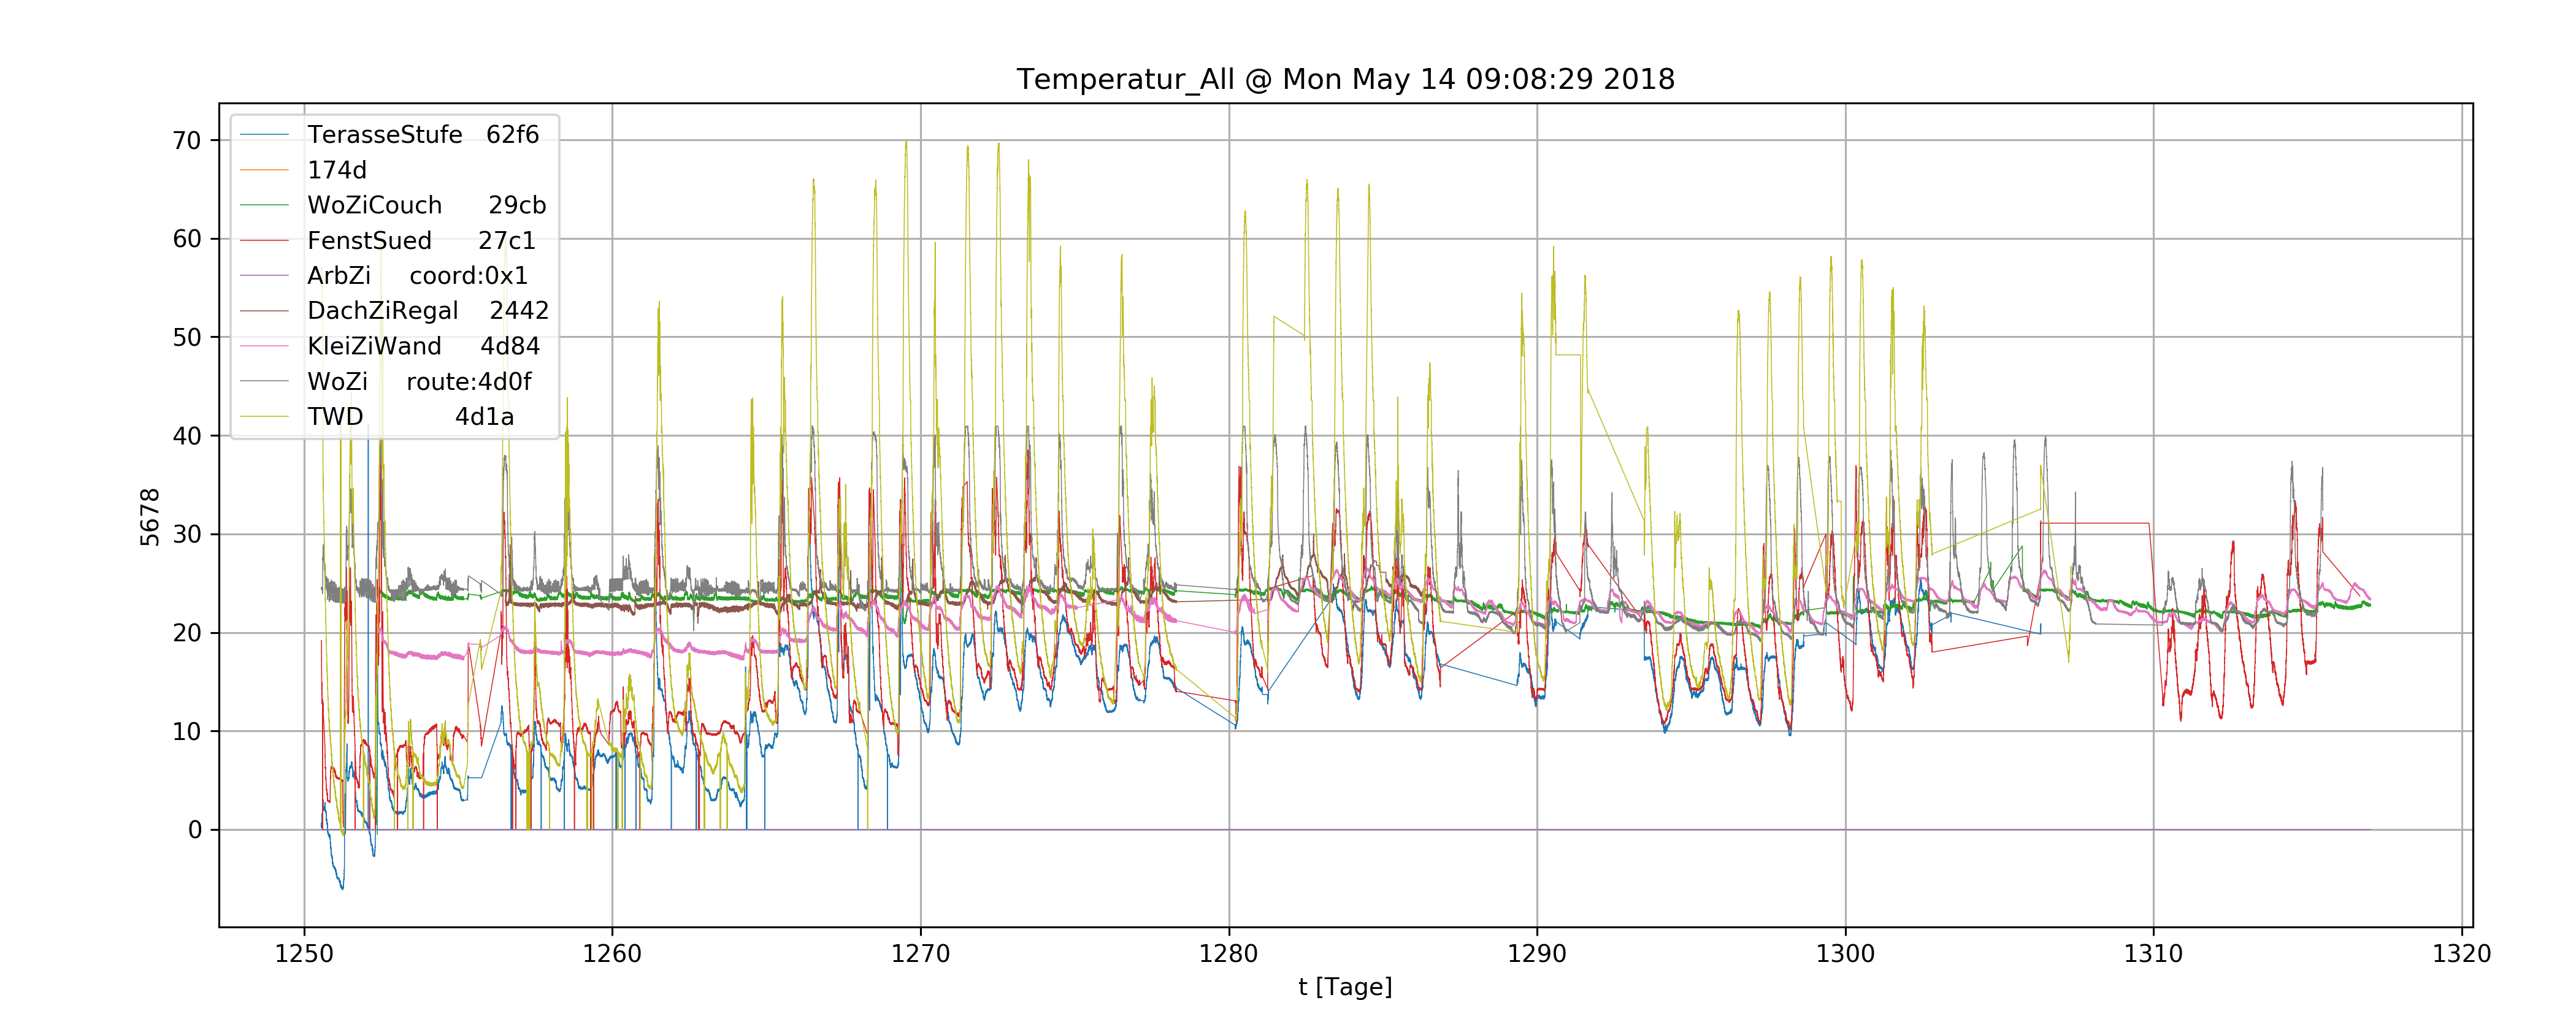 Temperatur_All @ Mon May 14 09:08:29 2018
TerasseStufe 62f6
174d
WoZiCouch 29cb
FenstSued 27c1
ArbZi coord:0x1
DachZiRegal 2442
KleiZiWand 4d84
WoZi route:4d0f
TWD 4d1a
70
60
50
40
30
20
10
0
5678
1250 1260 1270 1280 1290 1300 1310 1320
t [Tage]